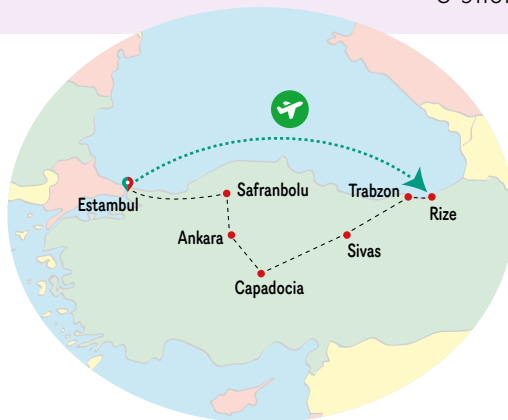 Estambul
Safranbolu
Trabzon
Rize
Ankara
Sivas
Capadocia